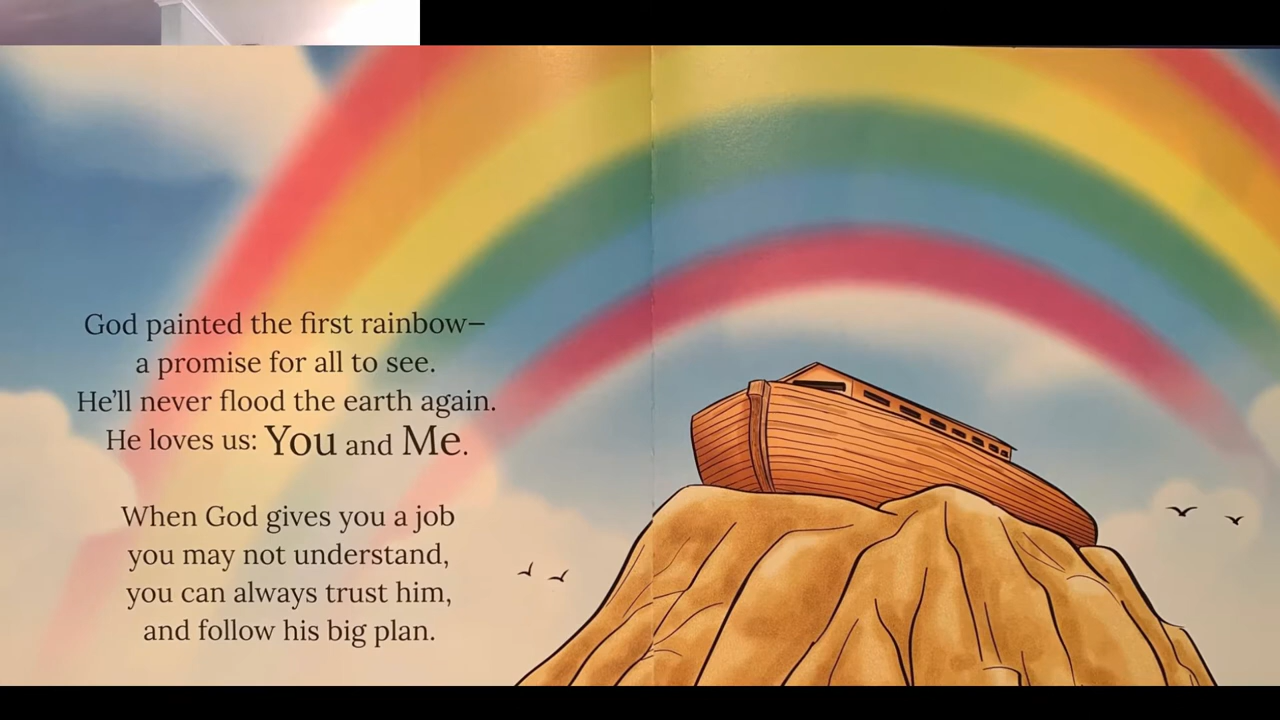 God painted the first rainbow—
a promise for all to see.
He'll never flood the earth again.
He loves us: You and Me.
When God gives you a job
you may not understand,
you can always trust him,
and follow his big plan.